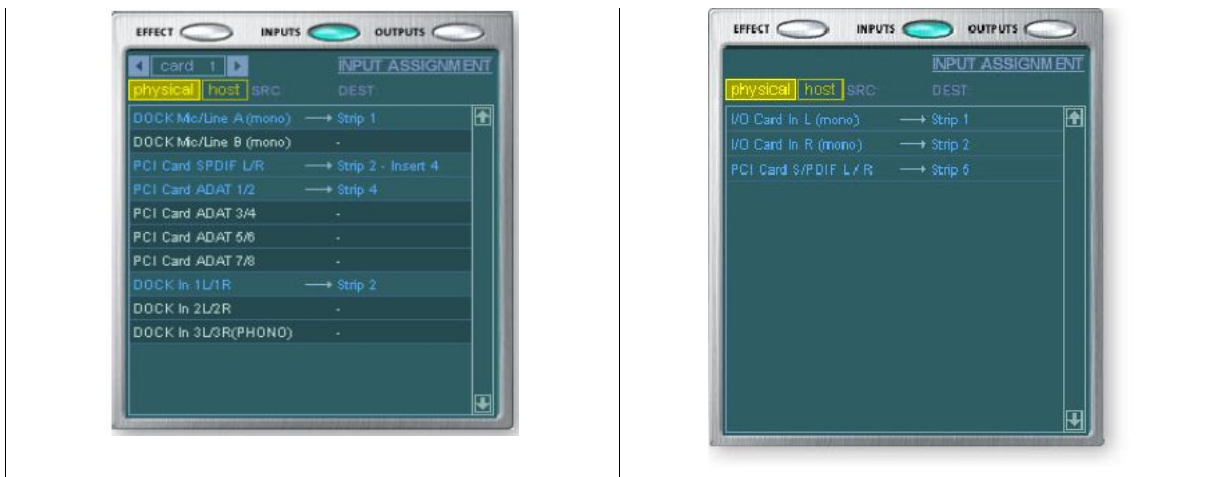 EFFECT INPUTS OUTPUTS
card 1 INPUT ASSIGNMENT
physical host SRC: DEST:
DOCK Mic/Line A (mono) → Strip 1
DOCK Mic/Line B (mono) -
PCI Card SPDIF L/R → Strip 2 - Insert 4
PCI Card ADAT 1/2 → Strip 4
PCI Card ADAT 3/4 -
PCI Card ADAT 5/6 -
PCI Card ADAT 7/8 -
DOCK In 1L/1R → Strip 2
DOCK In 2L/2R -
DOCK In 3L/3R(PHONO) -
EFFECT INPUTS OUTPUTS
INPUT ASSIGNMENT
physical host SRC: DEST:
I/O Card In L (mono) → Strip 1
I/O Card In R (mono) → Strip 2
PCI Card S/PDIF L / R → Strip 5